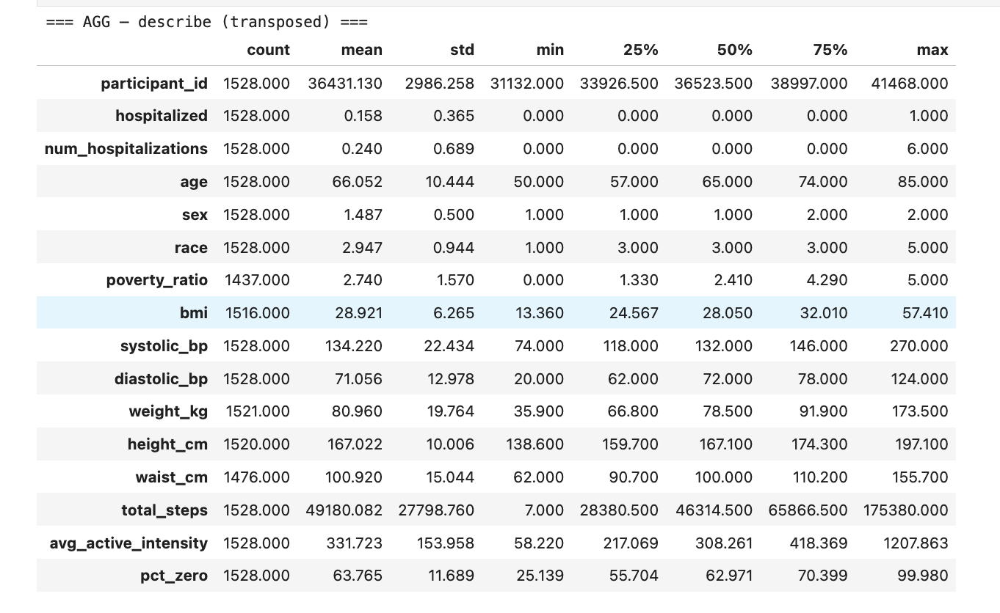 === AGG — describe (transposed) ===
count mean std min 25% 50% 75% max
participant_id 1528.000 36431.130 2986.258 31132.000 33926.500 36523.500 38997.000 41468.000
hospitalized 1528.000 0.158 0.365 0.000 0.000 0.000 0.000 1.000
num_hospitalizations 1528.000 0.240 0.689 0.000 0.000 0.000 0.000 6.000
age 1528.000 66.052 10.444 50.000 57.000 65.000 74.000 85.000
sex 1528.000 1.487 0.500 1.000 1.000 1.000 2.000 2.000
race 1528.000 2.947 0.944 1.000 3.000 3.000 3.000 5.000
poverty_ratio 1437.000 2.740 1.570 0.000 1.330 2.410 4.290 5.000
bmi 1516.000 28.921 6.265 13.360 24.567 28.050 32.010 57.410
systolic_bp 1528.000 134.220 22.434 74.000 118.000 132.000 146.000 270.000
diastolic_bp 1528.000 71.056 12.978 20.000 62.000 72.000 78.000 124.000
weight_kg 1521.000 80.960 19.764 35.900 66.800 78.500 91.900 173.500
height_cm 1520.000 167.022 10.006 138.600 159.700 167.100 174.300 197.100
waist_cm 1476.000 100.920 15.044 62.000 90.700 100.000 110.200 155.700
total_steps 1528.000 49180.082 27798.760 7.000 28380.500 46314.500 65866.500 175380.000
avg_active_intensity 1528.000 331.723 153.958 58.220 217.069 308.261 418.369 1207.863
pct_zero 1528.000 63.765 11.689 25.139 55.704 62.971 70.399 99.980